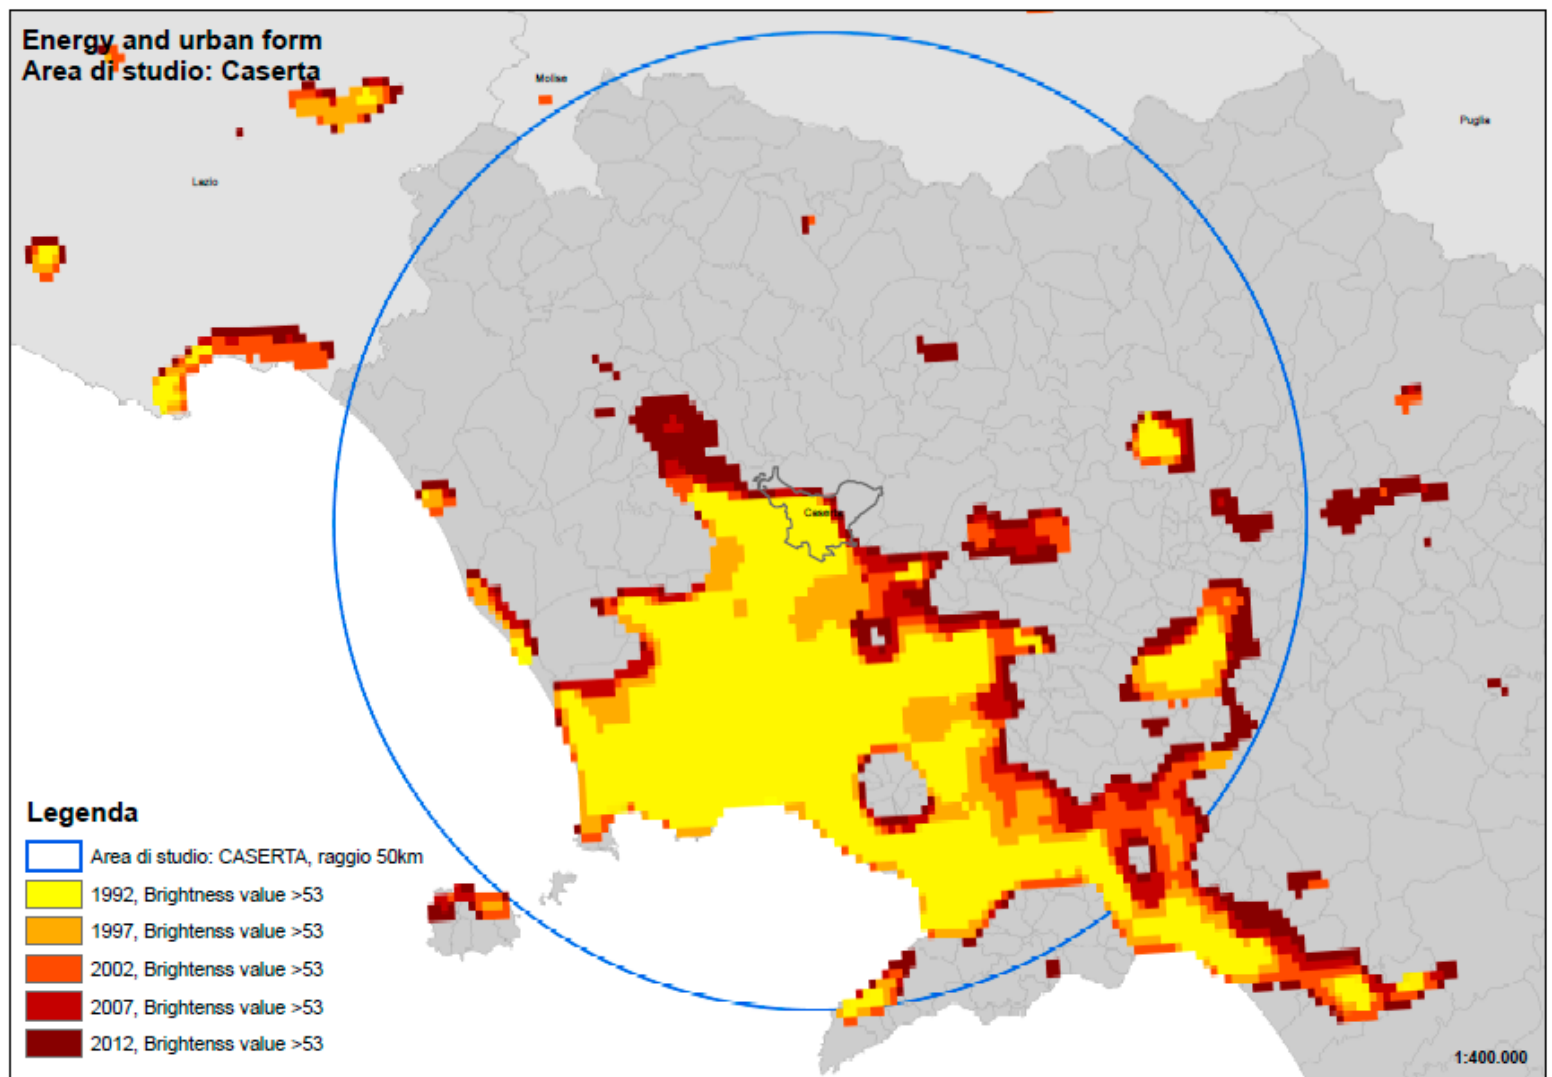 Energy and urban form
Area di studio: Caserta
Molise
Puglia
Lazio
Caserta
Legenda
Area di studio: CASERTA, raggio 50km
1992, Brightness value >53
1997, Brightenss value >53
2002, Brightenss value >53
2007, Brightenss value >53
2012, Brightenss value >53
1:400.000